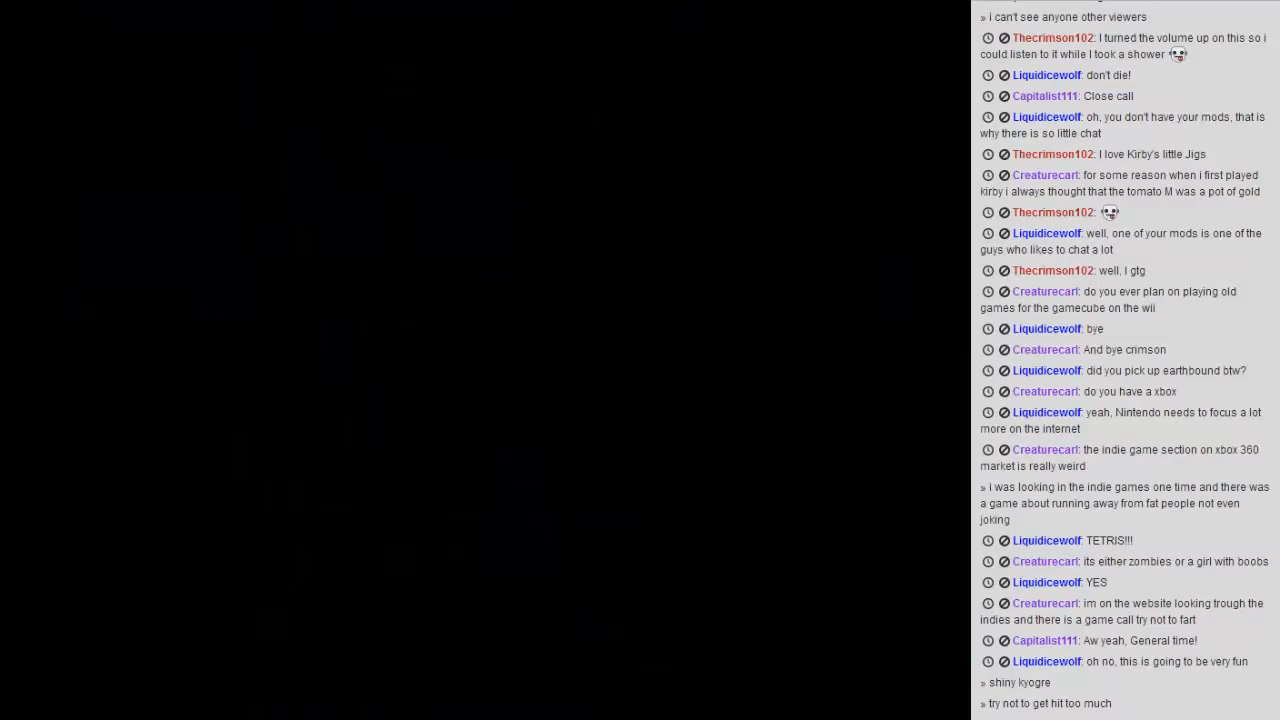 » i can't see anyone other viewers
Thecrimson102: I turned the volume up on this so i
could listen to it while I took a shower
Liquidicewolf: don't die!
Capitalist111: Close call
Liquidicewolf: oh, you don't have your mods, that is
why there is so little chat
Thecrimson102: I love Kirby's little Jigs
Creaturecarl: for some reason when i first played
kirby i always thought that the tomato M was a pot of gold
Thecrimson102:
Liquidicewolf: well, one of your mods is one of the
guys who likes to chat a lot
Thecrimson102: well, I gtg
Creaturecarl: do you ever plan on playing old
games for the gamecube on the wii
Liquidicewolf: bye
Creaturecarl: And bye crimson
Liquidicewolf: did you pick up earthbound btw?
Creaturecarl: do you have a xbox
Liquidicewolf: yeah, Nintendo needs to focus a lot
more on the internet
Creaturecarl: the indie game section on xbox 360
market is really weird
» i was looking in the indie games one time and there was
a game about running away from fat people not even
joking
Liquidicewolf: TETRIS!!!
Creaturecarl: its either zombies or a girl with boobs
Liquidicewolf: YES
Creaturecarl: im on the website looking trough the
indies and there is a game call try not to fart
Capitalist111: Aw yeah, General time!
Liquidicewolf: oh no, this is going to be very fun
» shiny kyogre
» try not to get hit too much